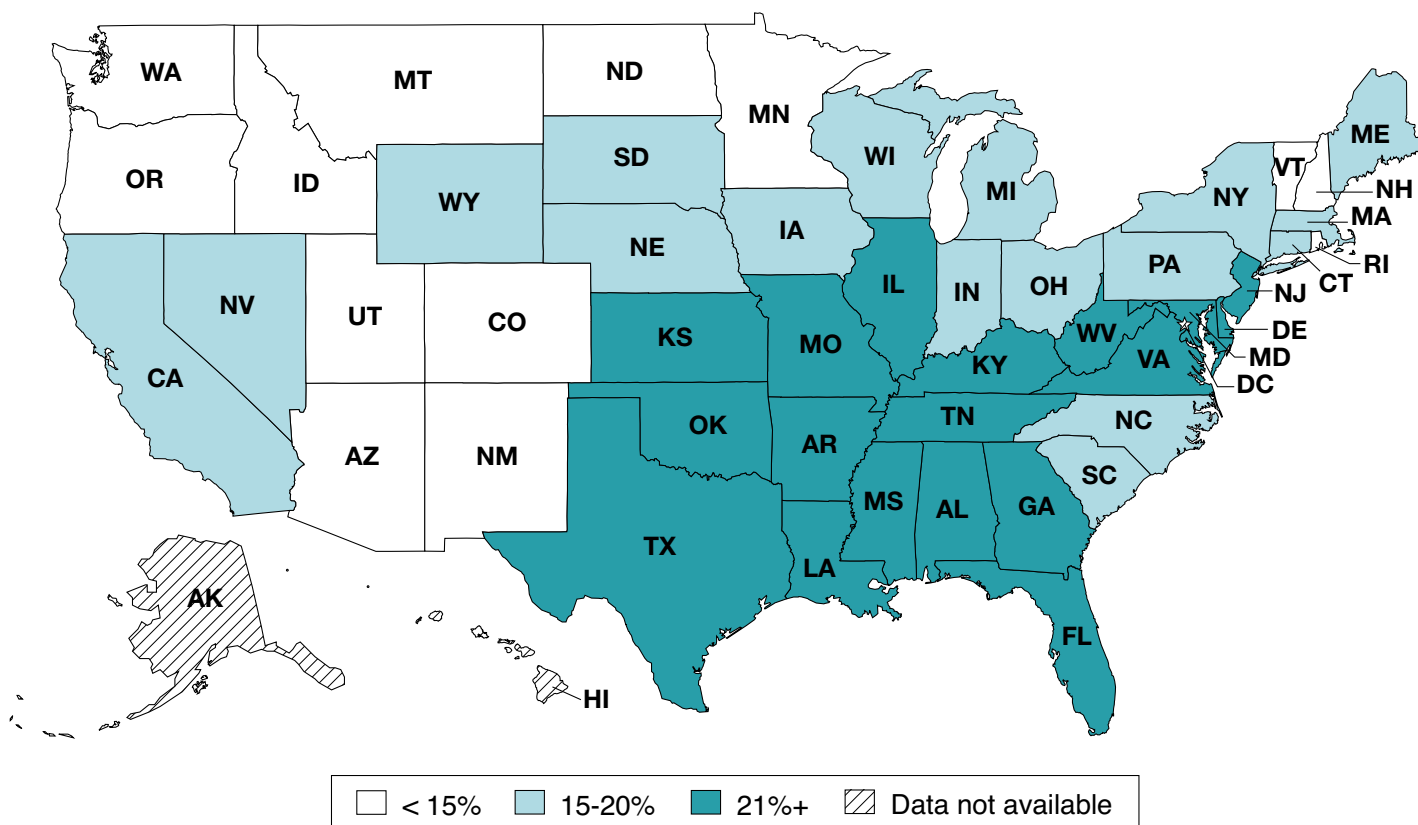 WA
MT
ND
MN
OR
ID
SD
WI
MI
ME
VT
NH
WY
NY
MA
IA
NE
PA
RI
CT
NV
UT
CO
IL
IN
OH
NJ
KS
MO
WV
DE
CA
KY
VA
MD
DC
OK
TN
NC
AZ
NM
AR
SC
MS
AL
GA
TX
LA
AK
FL
HI
< 15% 15-20% 21%+ Data not available